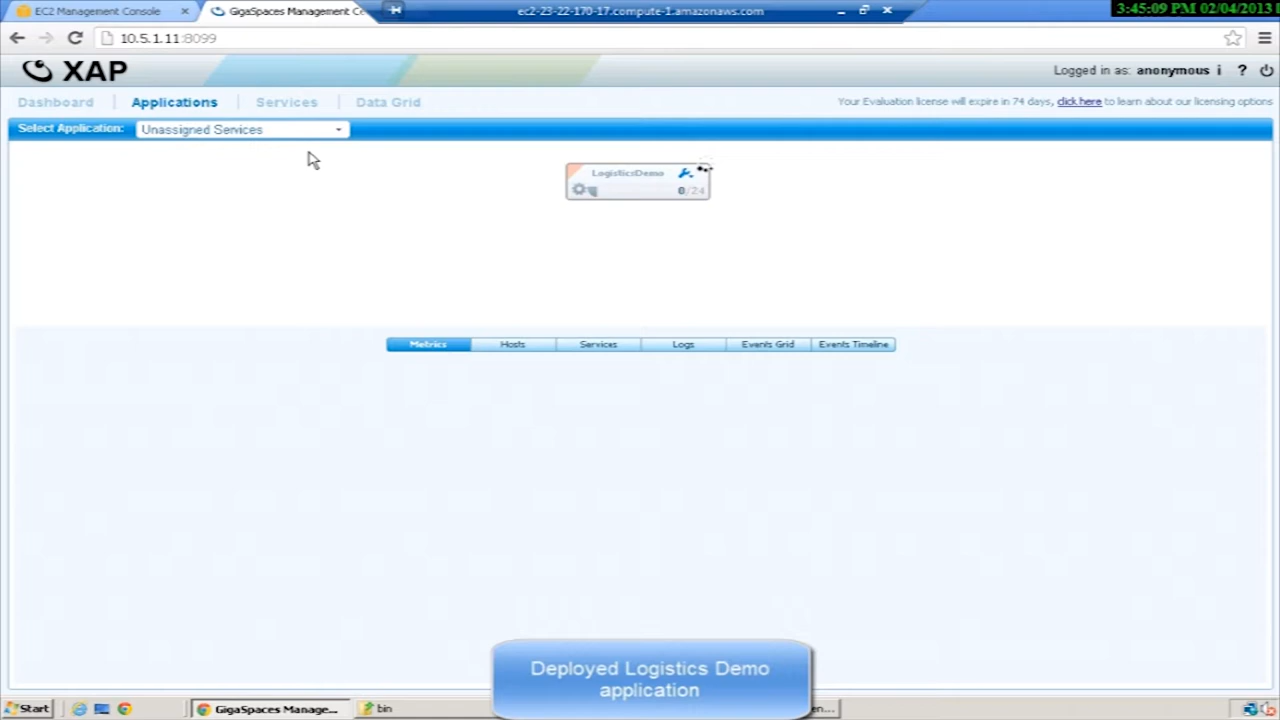 EC2 Management Console
GigaSpaces Management Ce
ec2-23-22-170-17.compute-1.amazonaws.com
3:45:09 PM 02/04/2013
10.5.1.11:8099
XAP
Logged in as: anonymous i ?
Dashboard
Applications
Services
Data Grid
Your Evaluation license will expire in 74 days, click here to learn about our licensing options
Select Application:
Unassigned Services
LogisticsDemo
0/24
Metrics
Hosts
Services
Logs
Events Grid
Events Timeline
Deployed Logistics Demo
application
Start
GigaSpaces Manage...
bin
en...